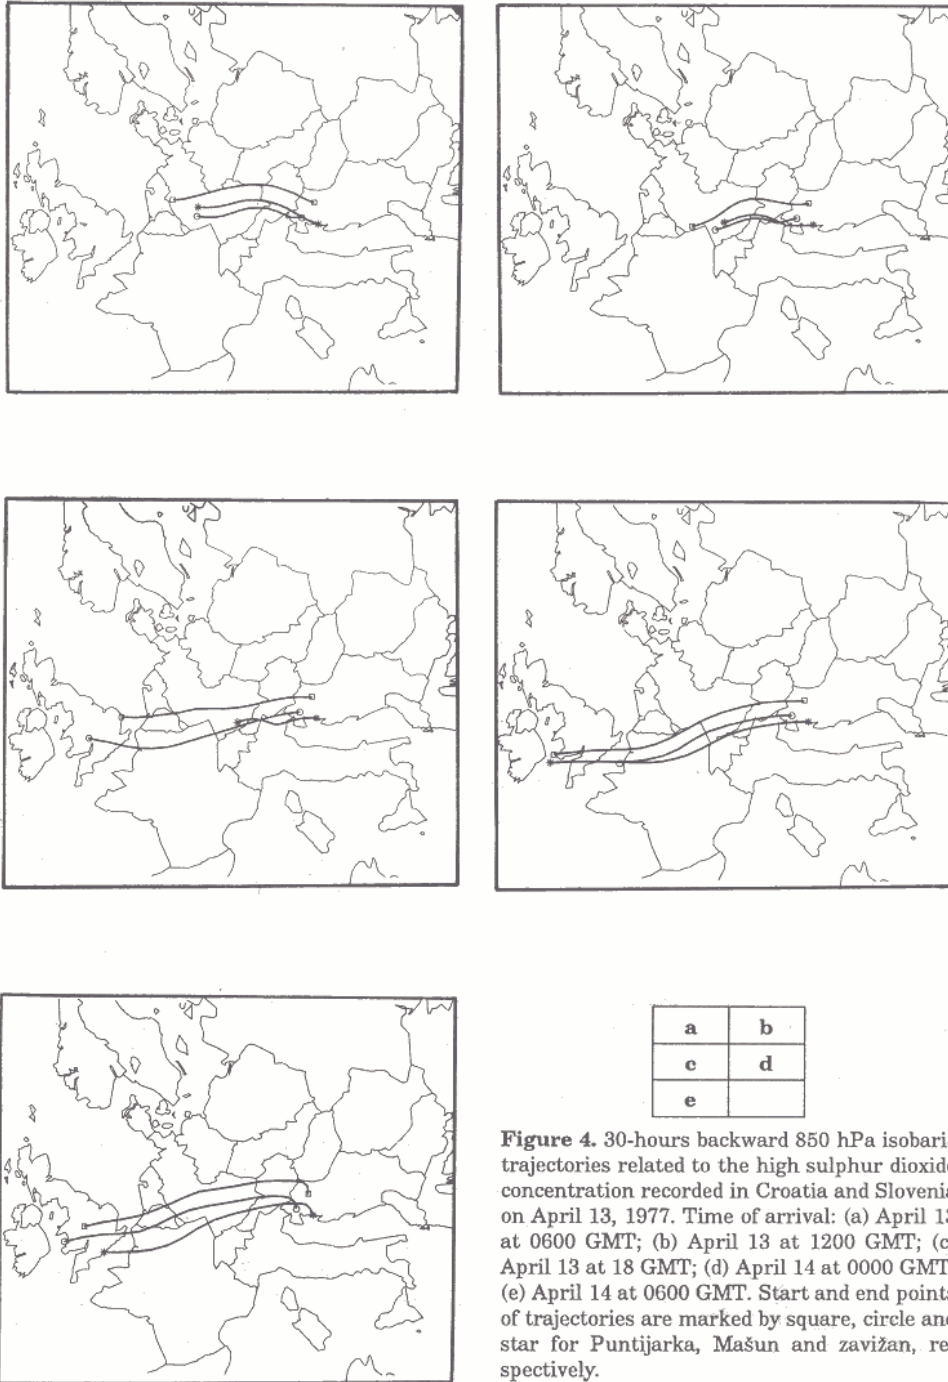 a b
c d
e
Figure 4. 30-hours backward 850 hPa isobari
trajectories related to the high sulphur dioxide
concentration recorded in Croatia and Slovenia
on April 13, 1977. Time of arrival: (a) April 13
at 0600 GMT; (b) April 13 at 1200 GMT; (c
April 13 at 18 GMT; (d) April 14 at 0000 GMT
(e) April 14 at 0600 GMT. Start and end point
of trajectories are marked by square, circle and
star for Puntijarka, Mašun and zavižan, re
spectively.